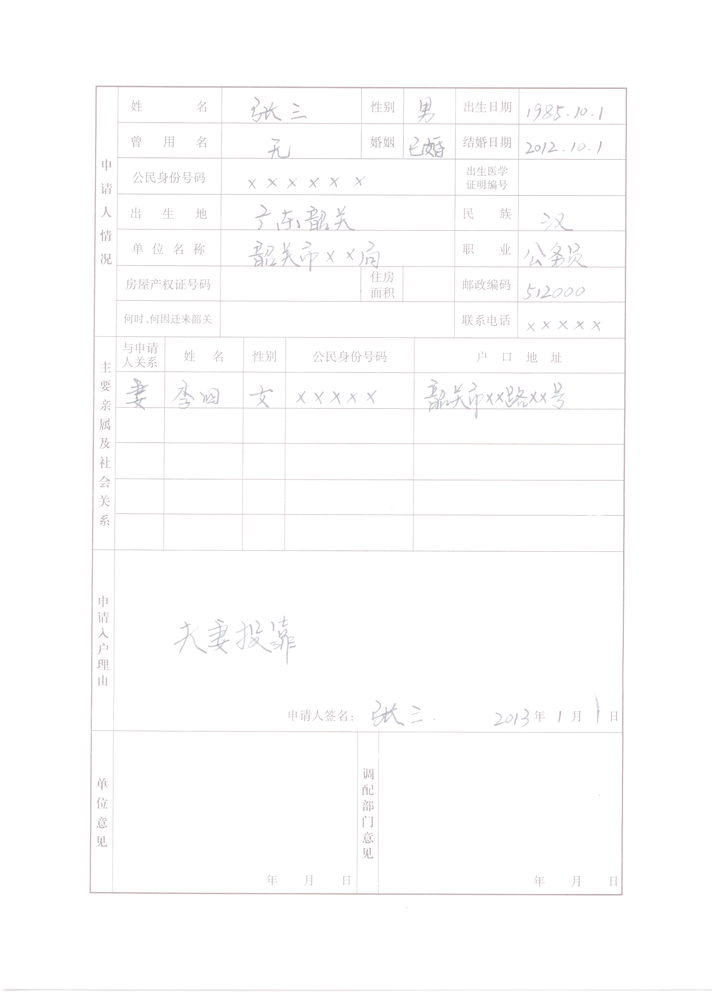 申请人情况
姓名 张三 性别 男 出生日期 1985.10.1
曾用名 无 婚姻 已婚 结婚日期 2012.10.1
公民身份号码 ×××××× 出生医学证明编号
出生地 广东韶关 民族 汉
单位名称 韶关市××局 职业 公务员
房屋产权证号码 住房面积 邮政编码 512000
何时、何因迁来韶关 联系电话 ×××××
主要亲属及社会关系
与申请人关系 姓名 性别 公民身份号码 户口地址
妻 李四 女 ××××× 韶关市××路××号
申请入户理由
夫妻投靠
申请人签名: 张三. 2013年1月1日
单位意见
年 月 日
调配部门意见
年 月 日